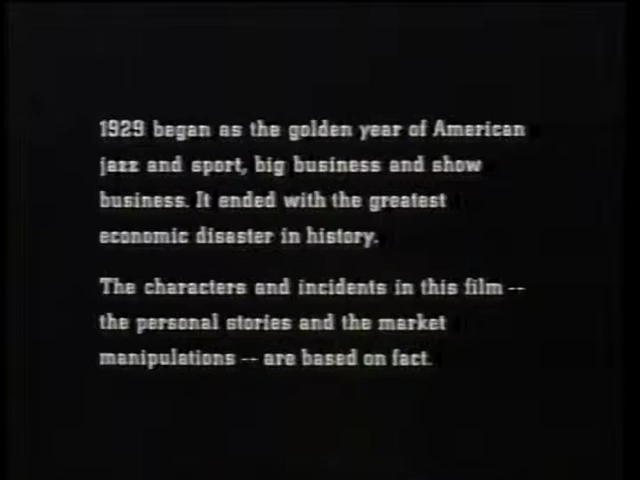 1929 began as the golden year of American
jazz and sport, big business and show
business. It ended with the greatest
economic disaster in history.
The characters and incidents in this film --
the personal stories and the market
manipulations -- are based on fact.